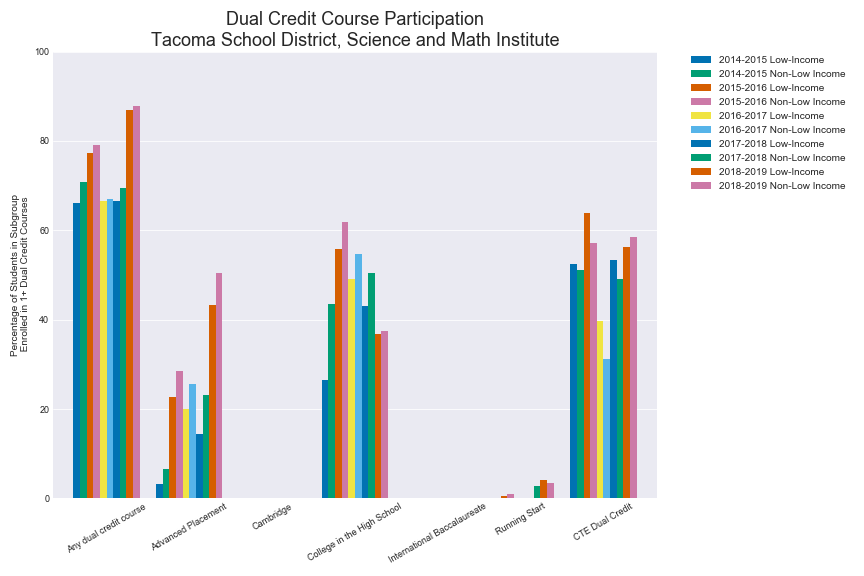 Dual Credit Course Participation
Tacoma School District, Science and Math Institute
Percentage of Students in Subgroup
Enrolled in 1+ Dual Credit Courses
100
80
60
40
20
0
Any dual credit course
Advanced Placement
Cambridge
College in the High School
International Baccalaureate
Running Start
CTE Dual Credit
2014-2015 Low-Income
2014-2015 Non-Low Income
2015-2016 Low-Income
2015-2016 Non-Low Income
2016-2017 Low-Income
2016-2017 Non-Low Income
2017-2018 Low-Income
2017-2018 Non-Low Income
2018-2019 Low-Income
2018-2019 Non-Low Income